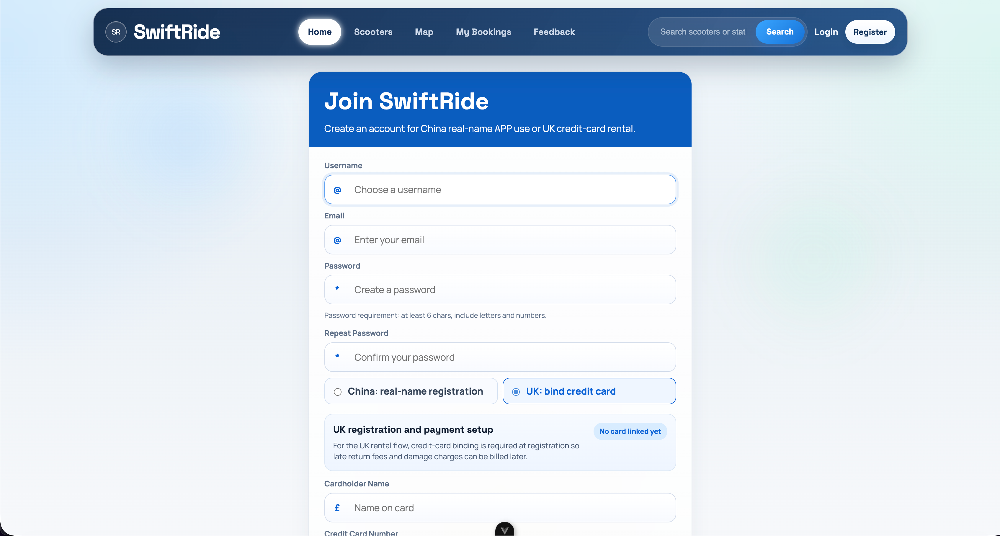 SR SwiftRide Home Scooters Map My Bookings Feedback Search scooters or stati Search Login Register
Join SwiftRide
Create an account for China real-name APP use or UK credit-card rental.
Username
@ Choose a username
Email
@ Enter your email
Password
* Create a password
Password requirement: at least 6 chars, include letters and numbers.
Repeat Password
* Confirm your password
China: real-name registration UK: bind credit card
UK registration and payment setup No card linked yet
For the UK rental flow, credit-card binding is required at registration so
late return fees and damage charges can be billed later.
Cardholder Name
£ Name on card
Credit Card Number